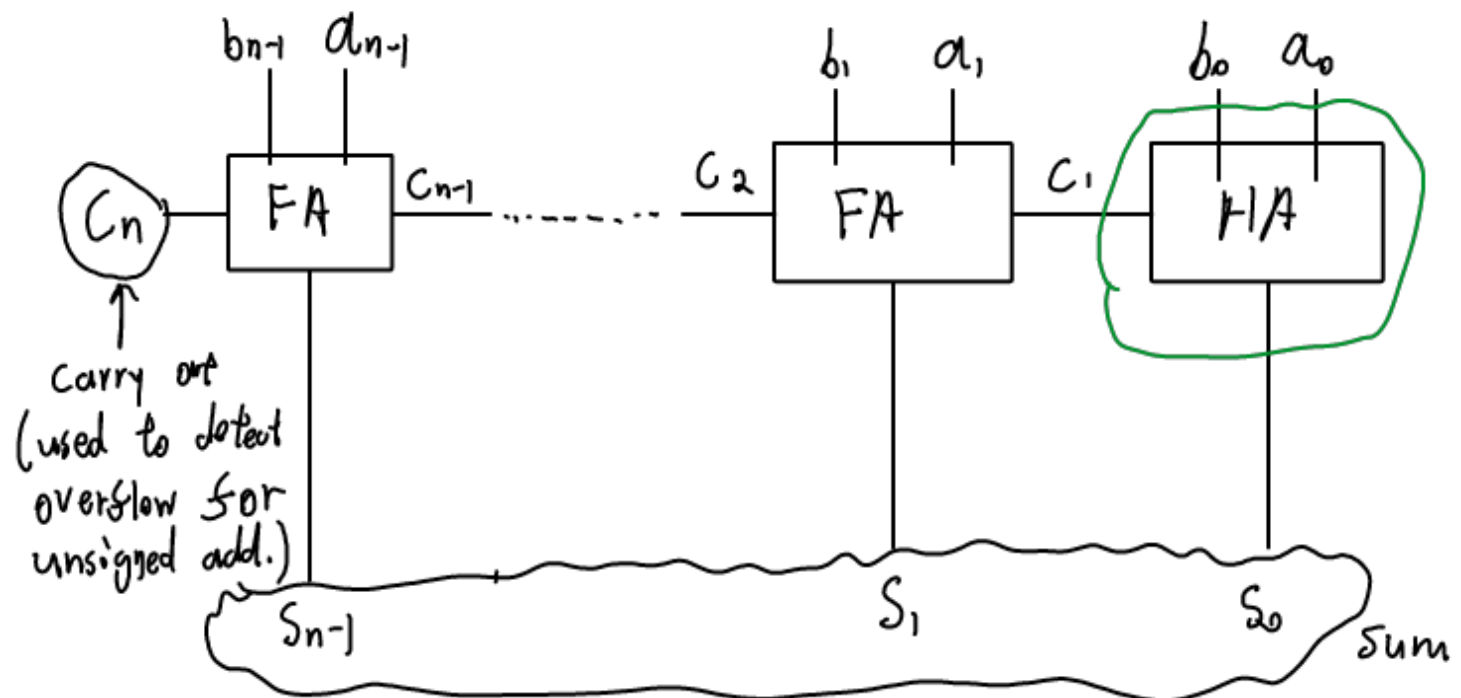 bn-1 an-1 b1 a1 b0 a0
Cn FA Cn-1 C2 FA C1 HA
Carry out
(used to detect
overflow for
unsigned add.)
Sn-1 S1 S0 Sum